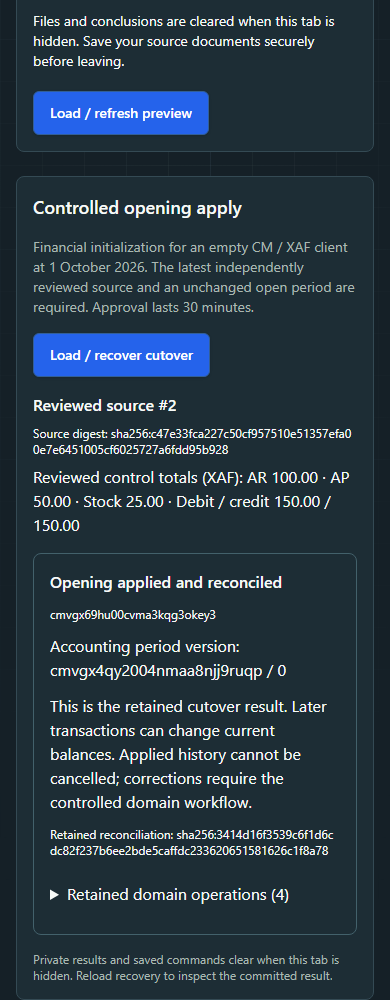 Files and conclusions are cleared when this tab is
hidden. Save your source documents securely
before leaving.
Load / refresh preview
Controlled opening apply
Financial initialization for an empty CM / XAF client
at 1 October 2026. The latest independently
reviewed source and an unchanged open period are
required. Approval lasts 30 minutes.
Load / recover cutover
Reviewed source #2
Source digest: sha256:c47e33fca227c50cf957510e51357efa0
0e7e6451005cf6025727a6fdd95b928
Reviewed control totals (XAF): AR 100.00 · AP
50.00 · Stock 25.00 · Debit / credit 150.00 /
150.00
Opening applied and reconciled
cmvgx69hu00cvma3kqg3okey3
Accounting period version:
cmvgx4qy2004nmaa8njj9ruqp / 0
This is the retained cutover result. Later
transactions can change current
balances. Applied history cannot be
cancelled; corrections require the
controlled domain workflow.
Retained reconciliation: sha256:3414d16f3539c6f1d6c
dc82f237b6ee2bde5caffdc233620651581626c1f8a78
▶ Retained domain operations (4)
Private results and saved commands clear when this tab is
hidden. Reload recovery to inspect the committed result.